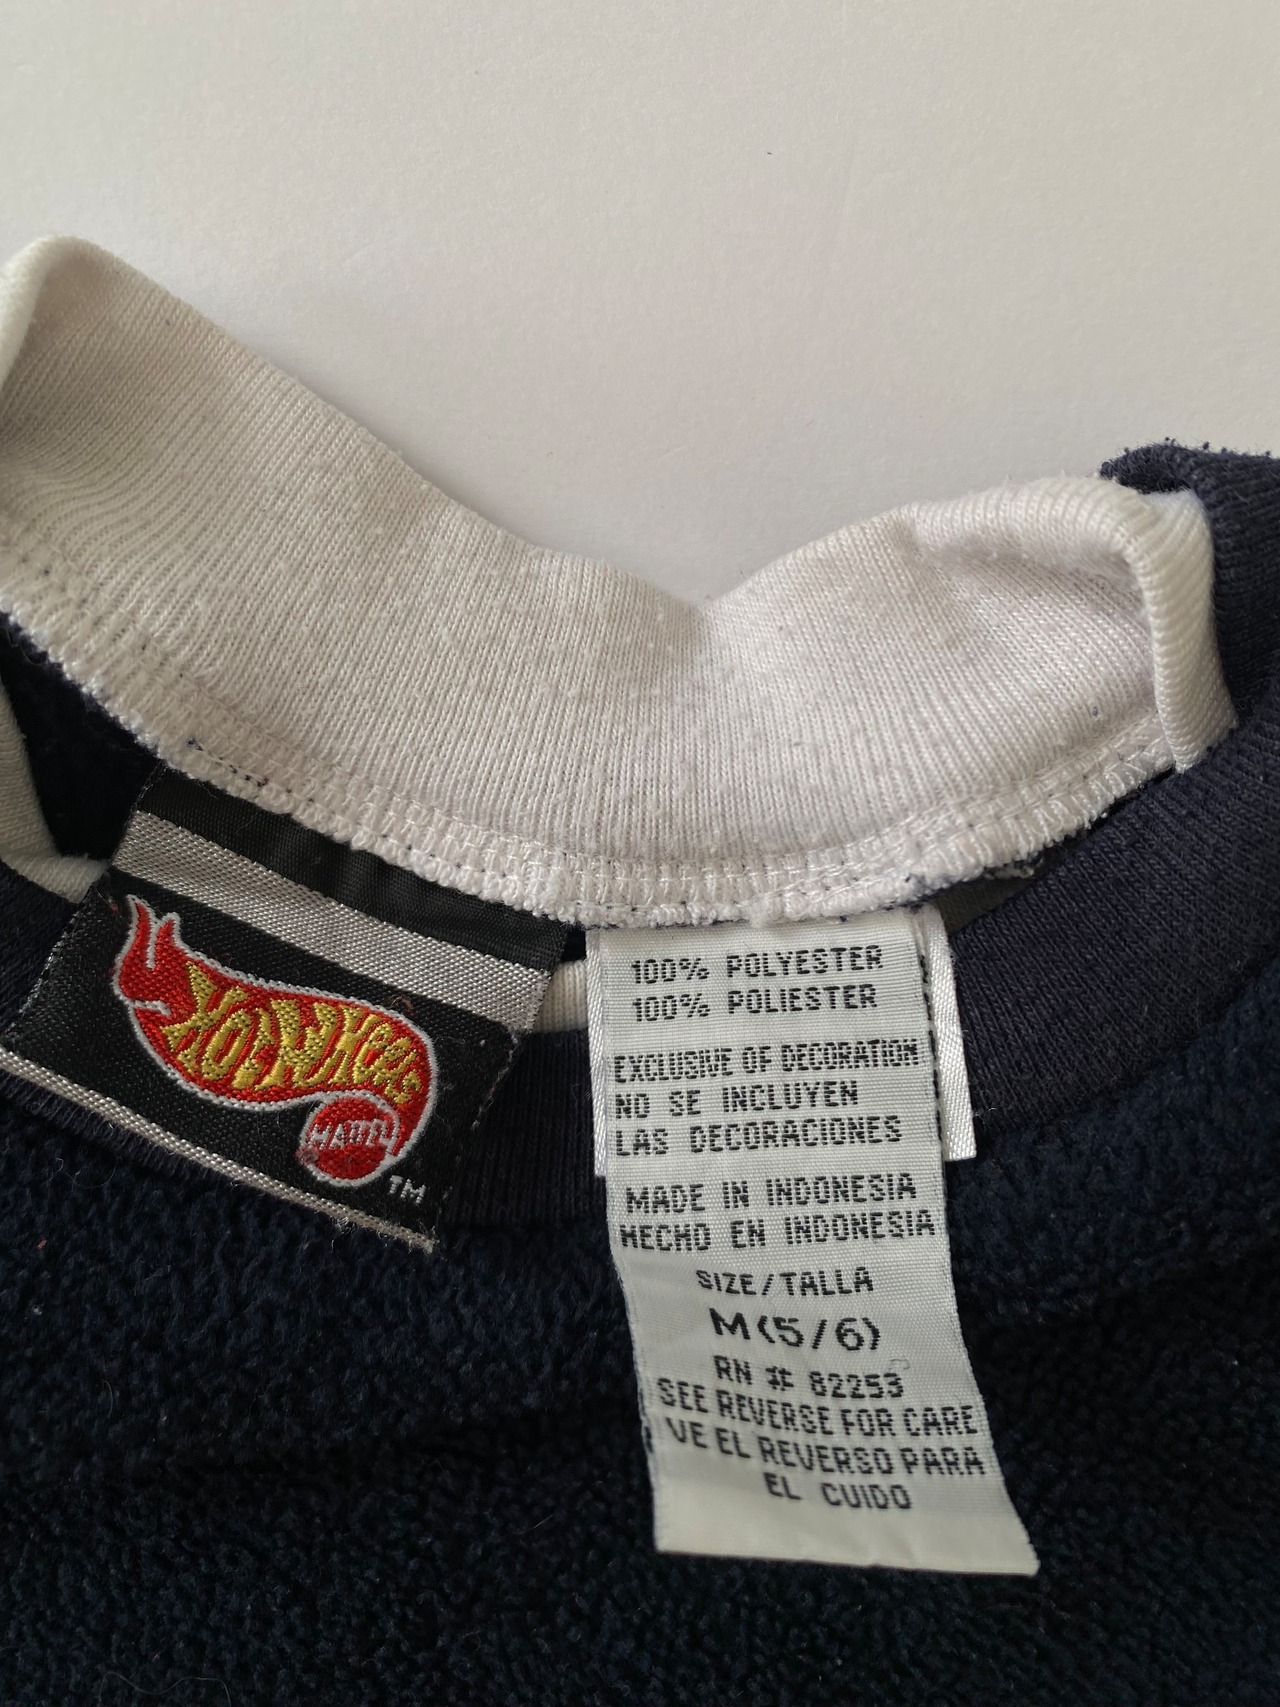 HOT WHEELS
MATTEL
TM
100% POLYESTER
100% POLIESTER
EXCLUSIVE OF DECORATION
NO SE INCLUYEN
LAS DECORACIONES
MADE IN INDONESIA
HECHO EN INDONESIA
SIZE/TALLA
M(5/6)
RN # 82253
SEE REVERSE FOR CARE
VE EL REVERSO PARA
EL CUIDO